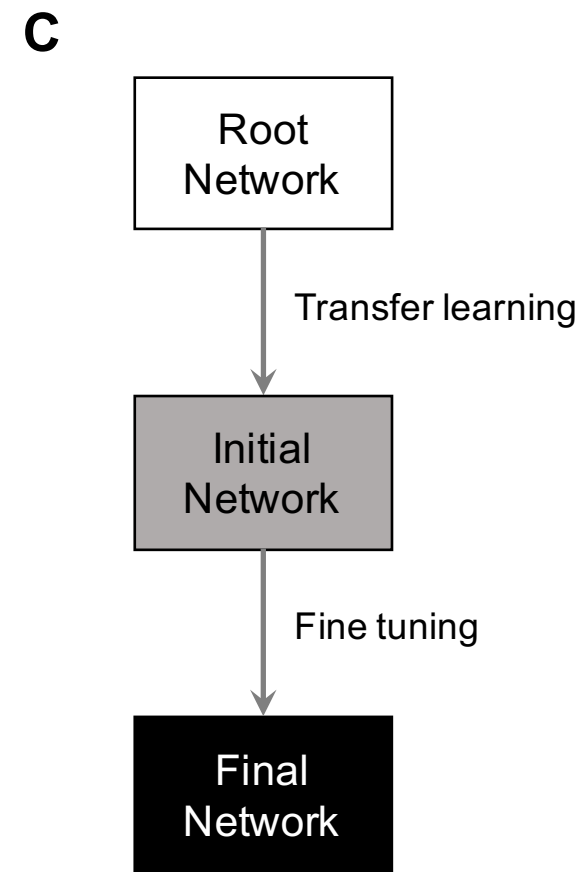 C
Root
Network
Transfer learning
Initial
Network
Fine tuning
Final
Network